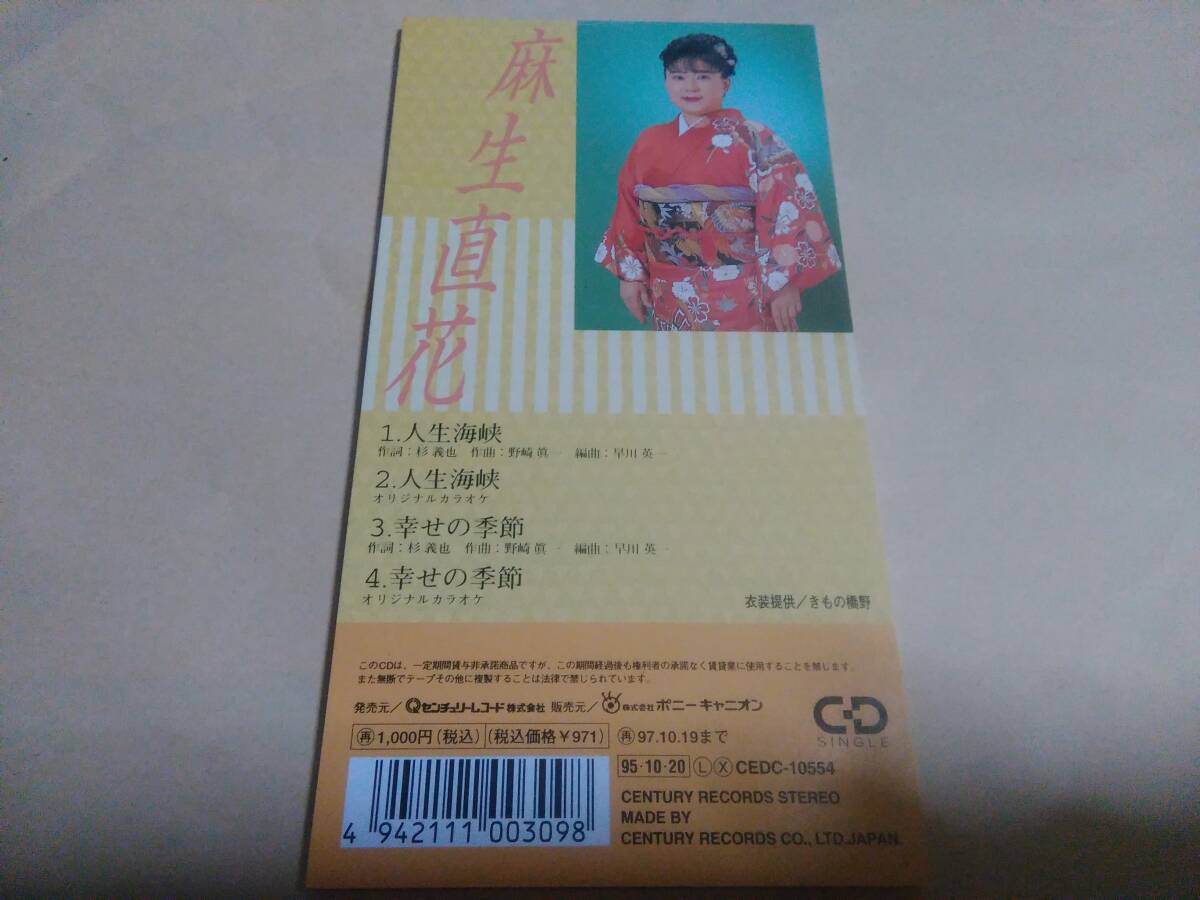 麻生直花
1.人生海峡
作詞:杉 義也 作曲:野崎 眞一 編曲:早川 英一
2.人生海峡
オリジナルカラオケ
3.幸せの季節
作詞:杉 義也 作曲:野崎 眞一 編曲:早川 英一
4.幸せの季節
オリジナルカラオケ
衣装提供/きもの橋野
このCDは、一定期間貸与非承諾商品ですが、この期間経過後も権利者の承諾なく賃貸業に使用することを禁じます。
また無断でテープその他に複製することは法律で禁じられています。
発売元/センチュリーレコード株式会社 販売元/株式会社ポニーキャニオン
再1,000円(税込) (税込価格¥971) 再97.10.19まで
CD SINGLE
95・10・20 Ⓛ Ⓧ CEDC-10554
CENTURY RECORDS STEREO
MADE BY
CENTURY RECORDS CO., LTD.JAPAN.
4 942111 003098